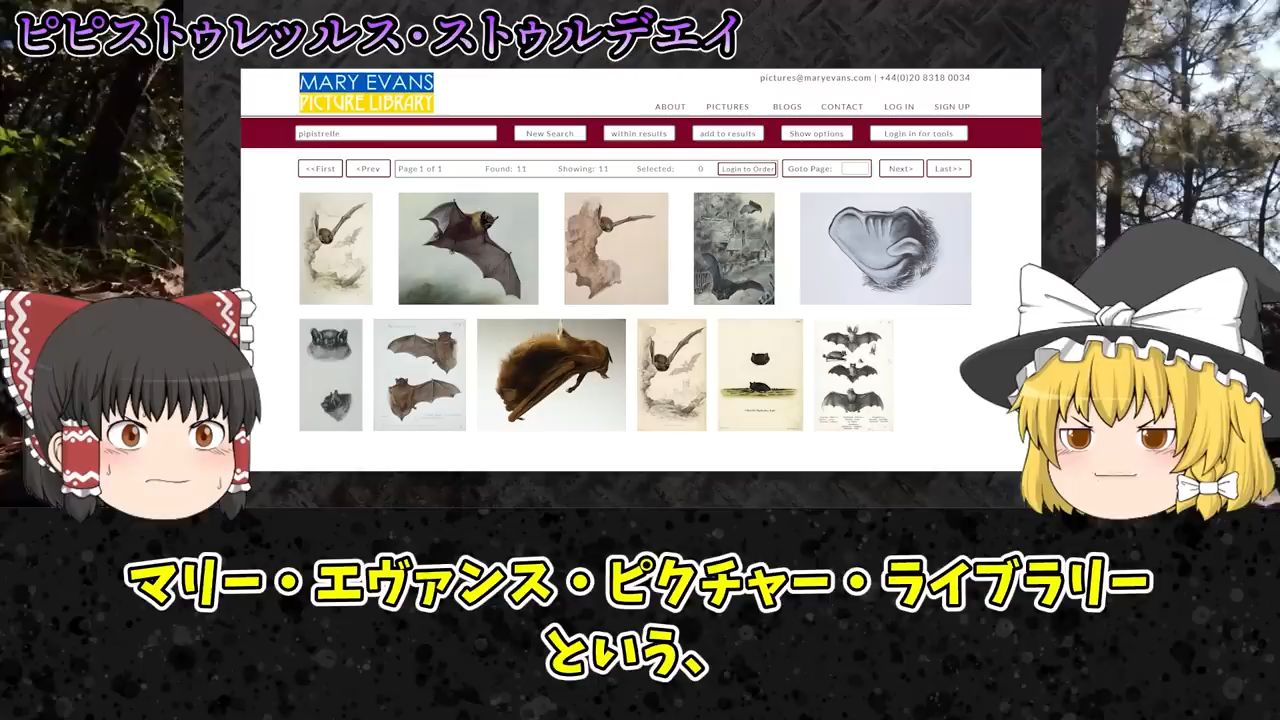 ピピストゥレッルス・ストゥルデエイ
MARY EVANS
PICTURE LIBRARY
pictures@maryevans.com | +44(0)20 8318 0034
ABOUT PICTURES BLOGS CONTACT LOG IN SIGN UP
pipistrelle New Search... within results add to results Show options Login in for tools
<<First <Prev Page 1 of 1 Found: 11 Showing: 11 Selected: 0 Login to Order Goto Page: Next> Last>>
マリー・エヴァンス・ピクチャー・ライブラリー
という、